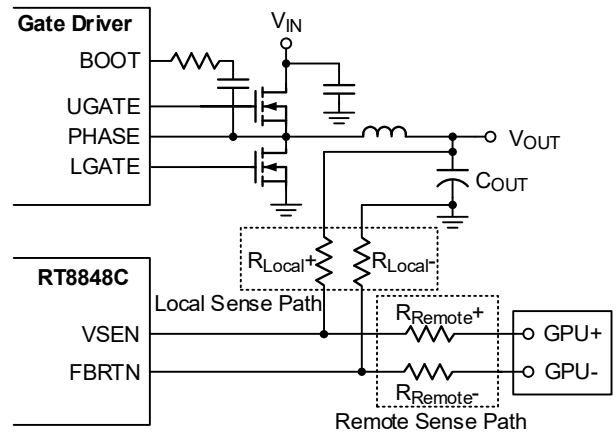 Gate Driver
BOOT
UGATE
PHASE
LGATE
VIN
VOUT
COUT
RLocal+
RLocal-
RT8848C
Local Sense Path
VSEN
FBRTN
RRemote+
RRemote-
GPU+
GPU-
Remote Sense Path